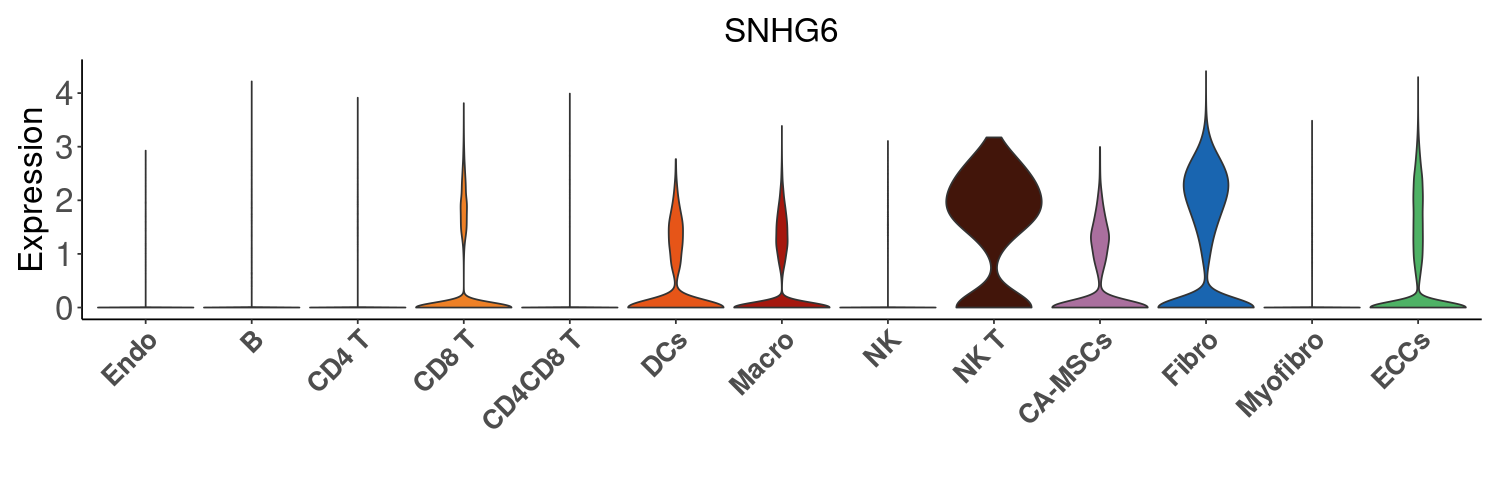 SNHG6
Expression
4
3
2
1
0
Endo
B
CD4 T
CD8 T
CD4CD8 T
DCs
Macro
NK
NK T
CA-MSCs
Fibro
Myofibro
ECCs